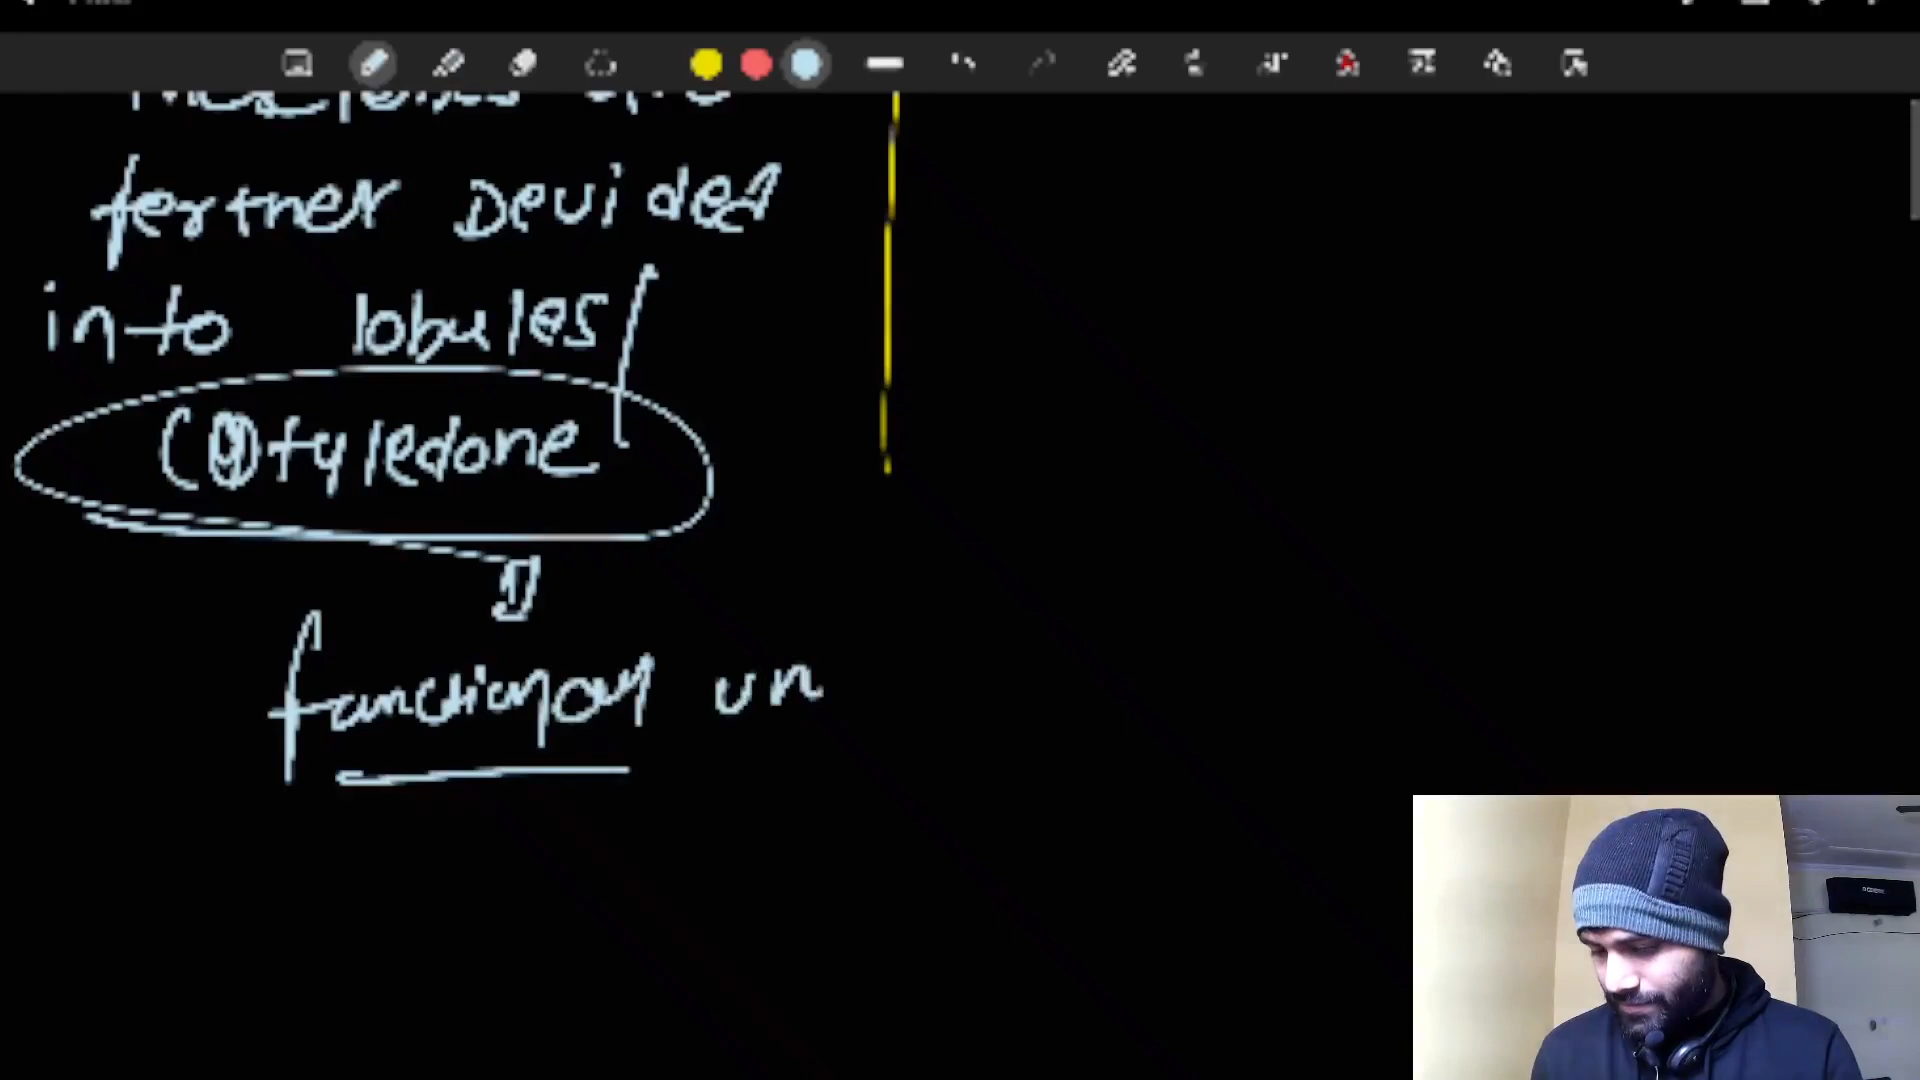 fertner Devided
into lobules/
Cotyledone
functional un